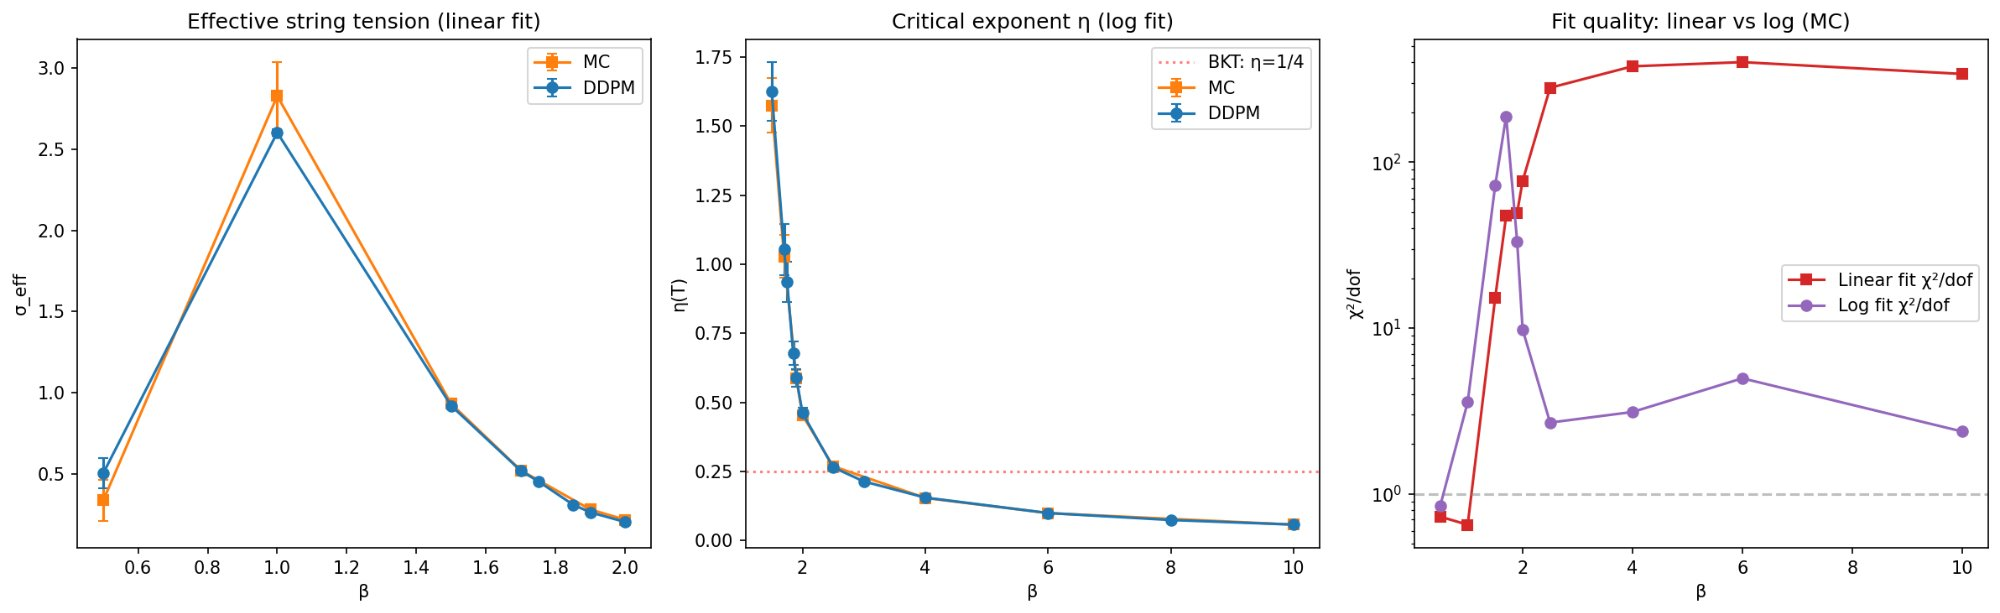 Effective string tension (linear fit)
3.0
2.5
2.0
1.5
1.0
0.5
σ_eff
0.6
0.8
1.0
1.2
1.4
1.6
1.8
2.0
β
MC
DDPM
Critical exponent η (log fit)
1.75
1.50
1.25
1.00
0.75
0.50
0.25
0.00
η(T)
2
4
6
8
10
β
BKT: η=1/4
MC
DDPM
Fit quality: linear vs log (MC)
10²
10¹
10⁰
χ²/dof
2
4
6
8
10
β
Linear fit χ²/dof
Log fit χ²/dof